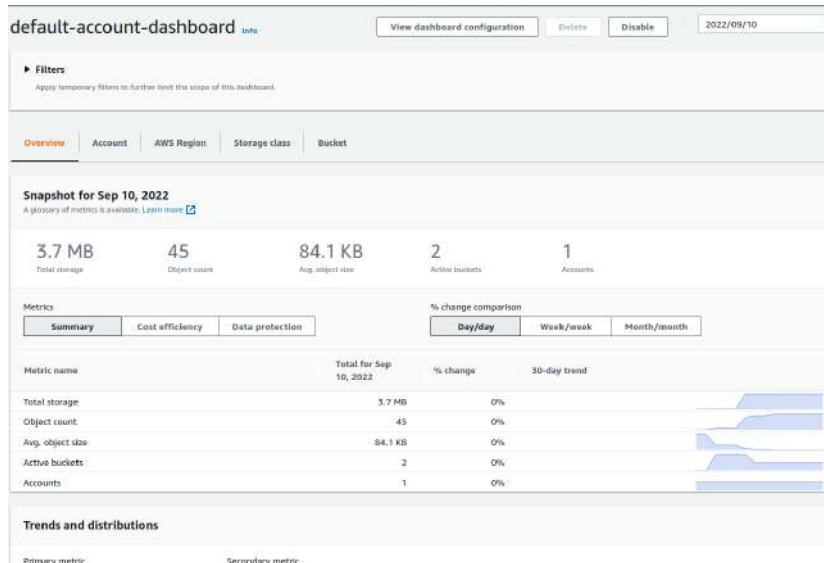 default-account-dashboard Info
View dashboard configuration
Delete
Disable
2022/09/10
▶ Filters
Apply temporary filters to further limit the scope of this dashboard.
Overview
Account
AWS Region
Storage class
Bucket
Snapshot for Sep 10, 2022
A glossary of metrics is available. Learn more
3.7 MB
45
84.1 KB
2
1
Total storage
Object count
Avg. object size
Active buckets
Accounts
Metrics
% change comparison
Summary
Cost efficiency
Data protection
Day/day
Week/week
Month/month
Metric name
Total for Sep 10, 2022
% change
30-day trend
Total storage 3.7 MB 0%
Object count 45 0%
Avg. object size 84.1 KB 0%
Active buckets 2 0%
Accounts 1 0%
Trends and distributions
Primary metric
Secondary metric